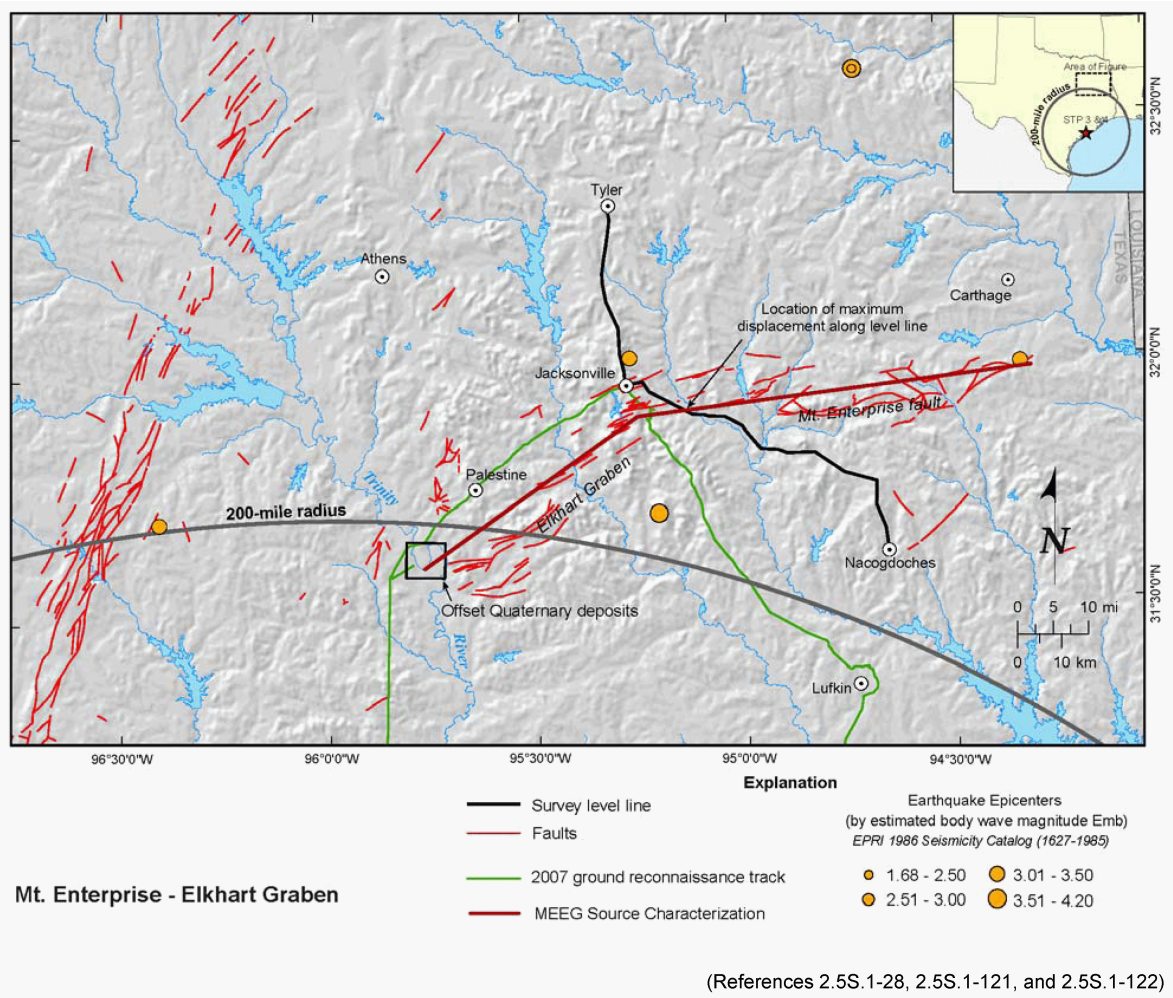 Area of Figure
200-mile radius
STP 3 & 4
32°30'0"N
LOUISIANA
TEXAS
Tyler
Athens
Carthage
Location of maximum
displacement along level line
32°0'0"N
Jacksonville
Mt. Enterprise fault
Palestine
Elkhart Graben
Trinity
200-mile radius
N
Nacogdoches
31°30'0"N
Offset Quaternary deposits
0 5 10 mi
0 10 km
River
Lufkin
96°30'0"W 96°0'0"W 95°30'0"W 95°0'0"W 94°30'0"W
Explanation
Survey level line
Faults
2007 ground reconnaissance track
MEEG Source Characterization
Earthquake Epicenters
(by estimated body wave magnitude Emb)
EPRI 1986 Seismicity Catalog (1627-1985)
1.68 - 2.50 3.01 - 3.50
2.51 - 3.00 3.51 - 4.20
Mt. Enterprise - Elkhart Graben
(References 2.5S.1-28, 2.5S.1-121, and 2.5S.1-122)